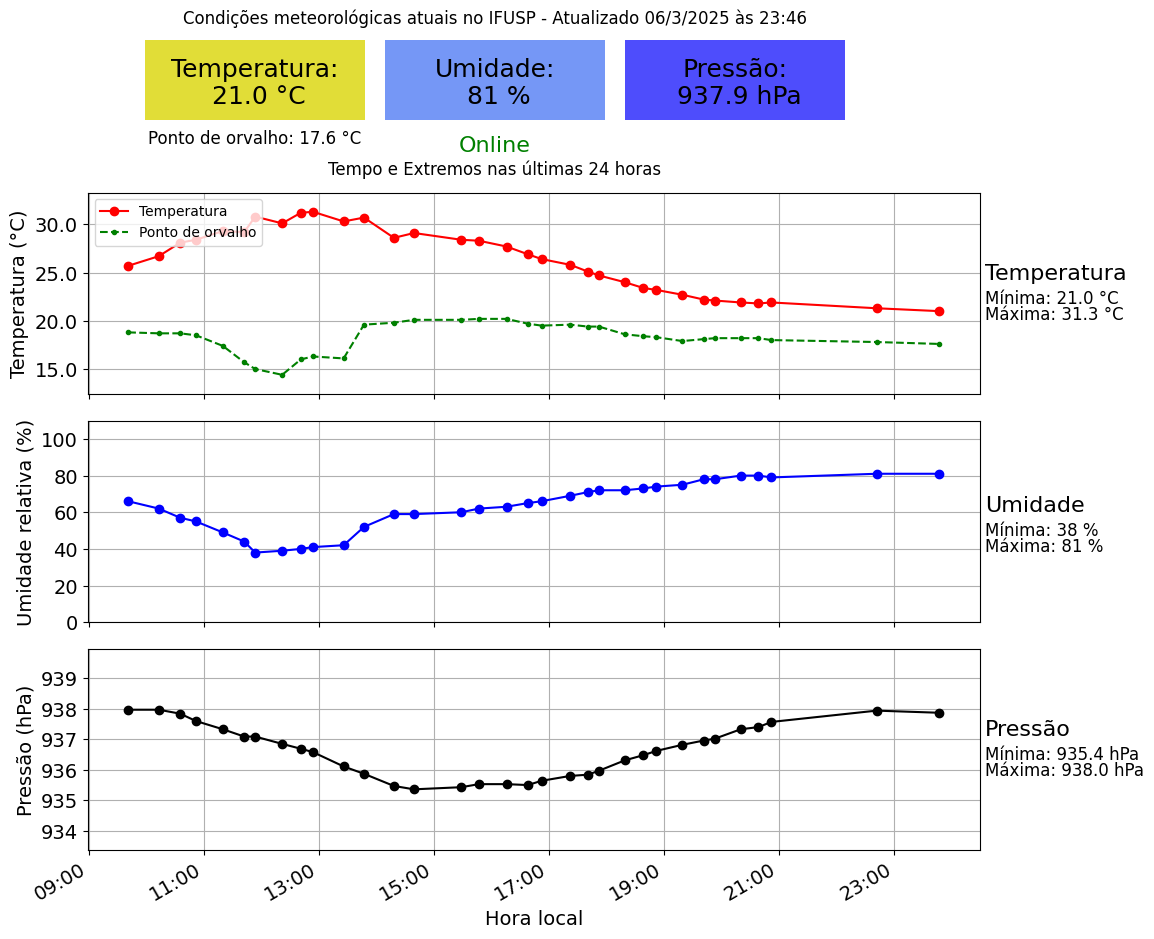 Condições meteorológicas atuais no IFUSP - Atualizado 06/3/2025 às 23:46
Temperatura:
21.0 °C
Umidade:
81 %
Pressão:
937.9 hPa
Ponto de orvalho: 17.6 °C
Online
Tempo e Extremos nas últimas 24 horas
Temperatura (°C)
30.0
25.0
20.0
15.0
Temperatura
Ponto de orvalho
Temperatura
Mínima: 21.0 °C
Máxima: 31.3 °C
Umidade relativa (%)
100
80
60
40
20
0
Umidade
Mínima: 38 %
Máxima: 81 %
Pressão (hPa)
939
938
937
936
935
934
Pressão
Mínima: 935.4 hPa
Máxima: 938.0 hPa
09:00
11:00
13:00
15:00
17:00
19:00
21:00
23:00
Hora local